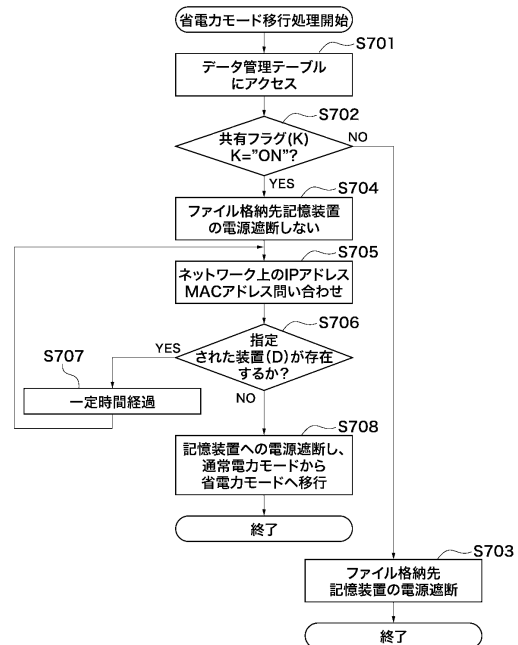 省電力モード移行処理開始
S701
データ管理テーブル
にアクセス
S702
共有フラグ(K)
K="ON"?
NO
YES
S704
ファイル格納先記憶装置
の電源遮断しない
S705
ネットワーク上のIPアドレス
MACアドレス問い合わせ
S706
指定
された装置(D)が存在
するか?
YES
S707
一定時間経過
NO
S708
記憶装置への電源遮断し、
通常電力モードから
省電力モードへ移行
終了
S703
ファイル格納先
記憶装置の電源遮断
終了